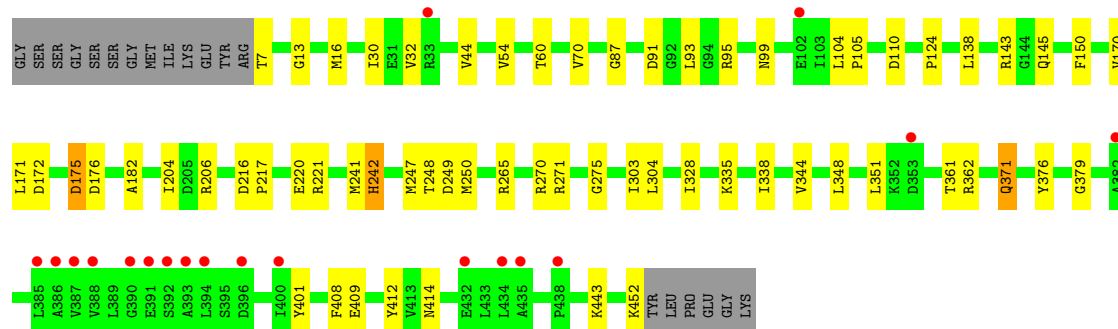 GLY SER SER GLY SER SER GLY MET ILE LYS GLU TYR ARG T7 G13 M16 I30 E31 V32 R33 V44 V54 T60 V70 G87 D91 G92 L93 G94 R95 N99 E102 I103 L104 P105 D110 P124 L138 R143 G144 Q145 F150 V170
L171 D172 D175 D176 A182 I204 D205 R206 D216 P217 E220 R221 M241 H242 M247 T248 D249 M250 R265 R270 R271 G275 I303 L304 I328 K335 I338 V344 L348 L351 K352 D353 T361 R362 Q371 Y376 G379 A382
L385 A386 V387 V388 L389 G390 E391 S392 A393 L394 S395 D396 I400 Y401 F408 E409 Y412 V413 N414 E432 L433 L434 A435 P438 K443 K452 TYR LEU PRO GLU GLY LYS